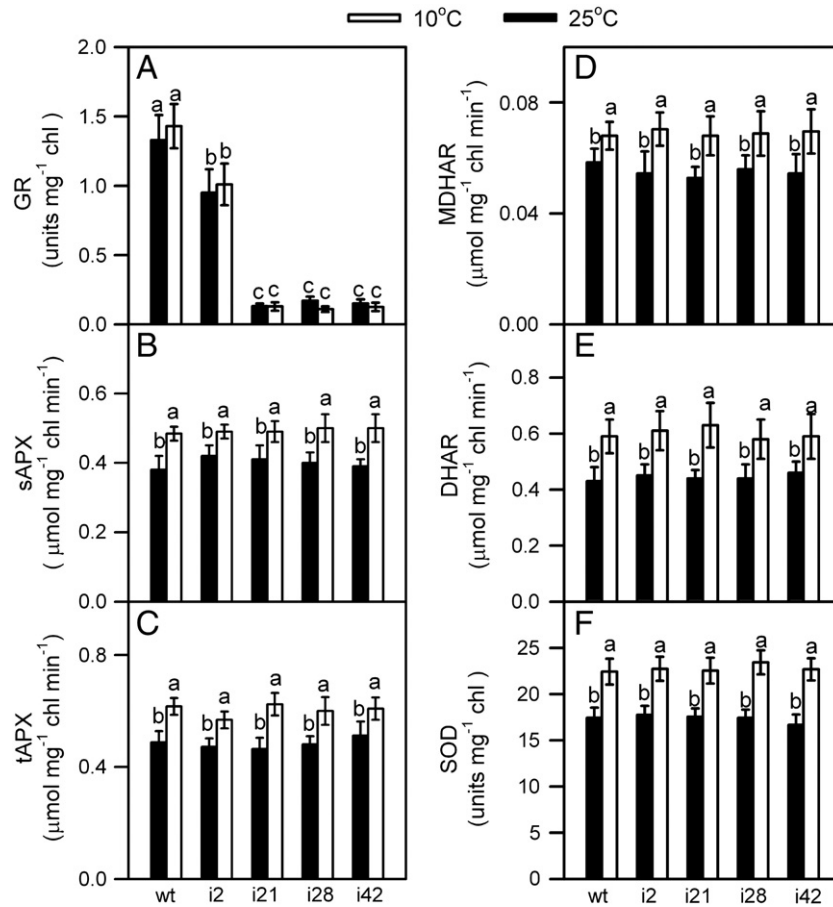 10°C 25°C
A
GR
(units mg⁻¹ chl )
2.0
1.5
1.0
0.5
0.0
a a
b b
c c
c c
c c
B
sAPX
( μmol mg⁻¹ chl min⁻¹)
0.6
0.4
0.2
0.0
b a
b a
b a
b a
b a
C
tAPX
(μmol mg⁻¹ chl min⁻¹)
0.8
0.4
0.0
b a
b a
b a
b a
b a
wt i2 i21 i28 i42
D
MDHAR
(μmol mg⁻¹ chl min⁻¹)
0.08
0.04
0.00
b a
b a
b a
b a
b a
E
DHAR
(μmol mg⁻¹ chl min⁻¹)
0.8
0.6
0.4
0.2
0.0
b a
b a
b a
b a
b a
F
SOD
(units mg⁻¹ chl )
25
20
15
10
5
0
b a
b a
b a
b a
b a
wt i2 i21 i28 i42